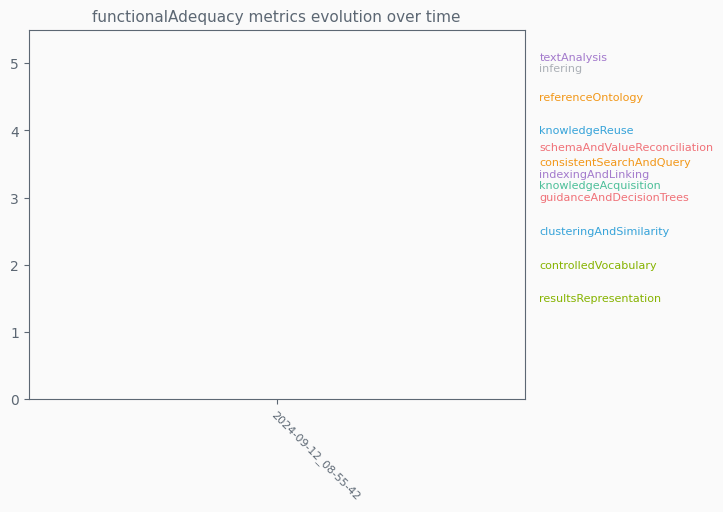 functionalAdequacy metrics evolution over time
5
4
3
2
1
0
2024-09-12_08-55-42
textAnalysis
infering
referenceOntology
knowledgeReuse
schemaAndValueReconciliation
consistentSearchAndQuery
indexingAndLinking
knowledgeAcquisition
guidanceAndDecisionTrees
clusteringAndSimilarity
controlledVocabulary
resultsRepresentation